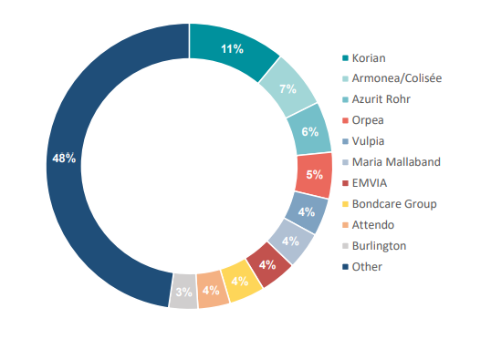 11%
7%
6%
5%
4%
4%
4%
4%
4%
3%
48%
Korian
Armonea/Colisée
Azurit Rohr
Orpea
Vulpia
Maria Mallaband
EMVIA
Bondcare Group
Attendo
Burlington
Other